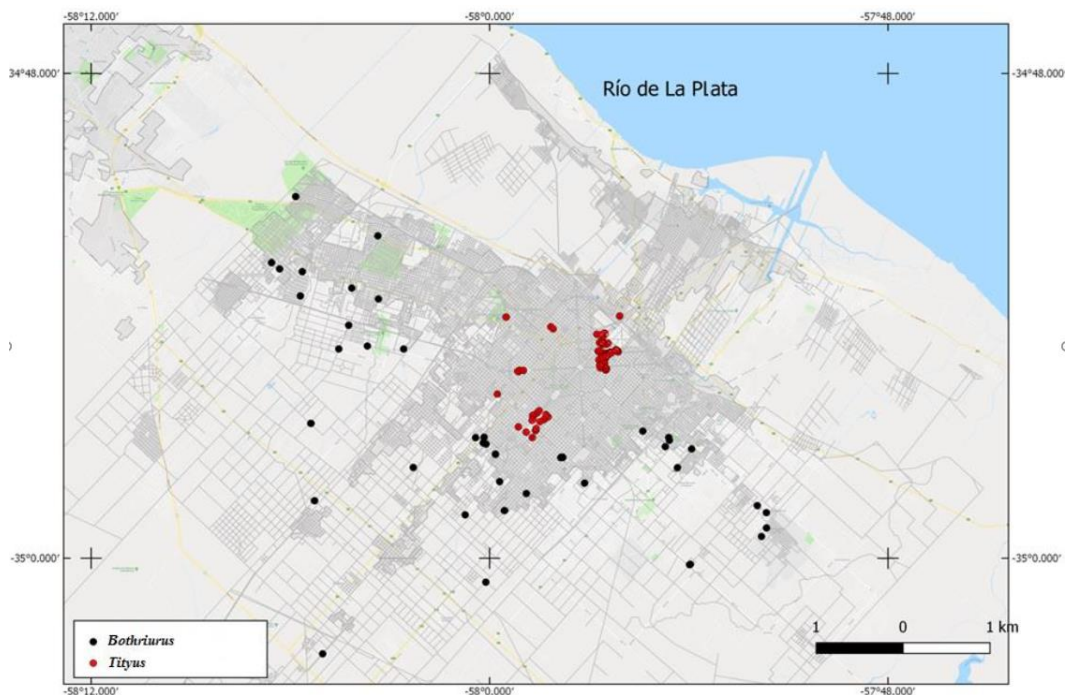 -58°12.000' -58°0.000' -57°48.000'
-34°48.000' -34°48.000'
Río de La Plata
-35°0.000' -35°0.000'
1 0 1 km
Bothriurus
Tityus
-58°12.000' -58°0.000' -57°48.000'